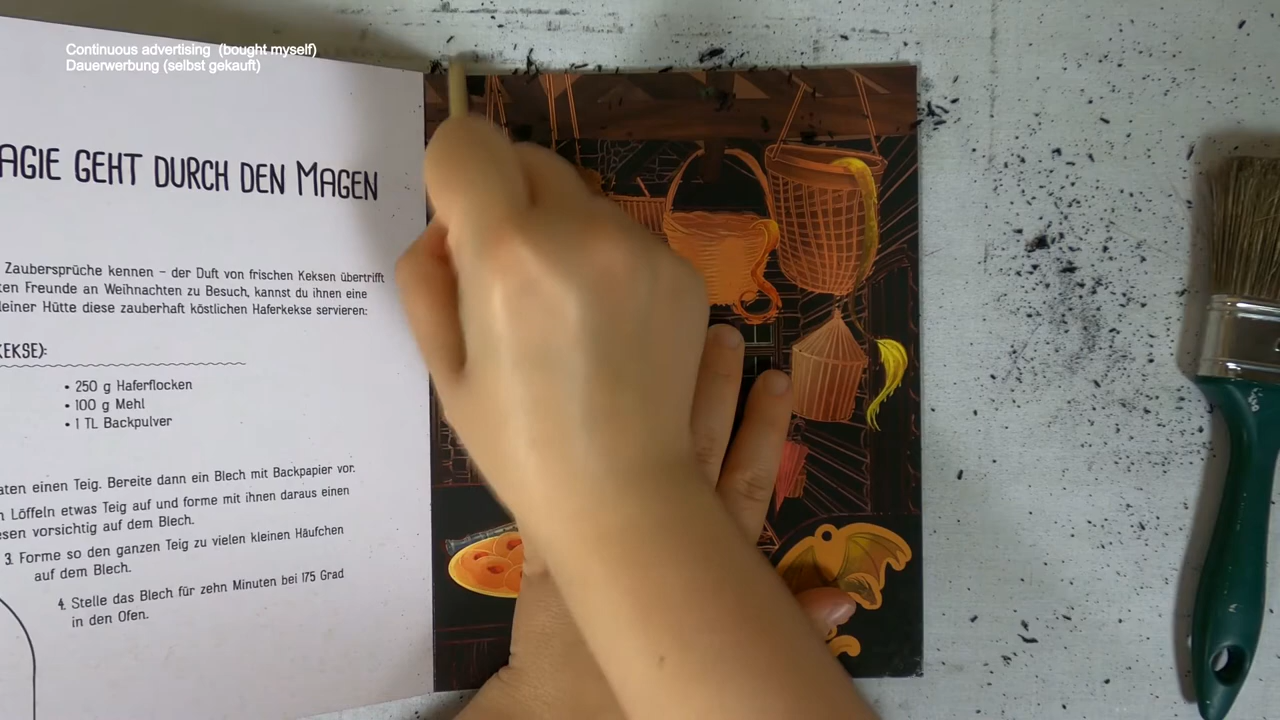 Continuous advertising (bought myself)
Dauerwerbung (selbst gekauft)
AGIE GEHT DURCH DEN MAGEN
Zaubersprüche kennen – der Duft von frischen Keksen übertrifft
Freunde an Weihnachten zu Besuch, kannst du ihnen eine
Hütte diese zauberhaft köstlichen Haferkekse servieren:
KEKSE):
• 250 g Haferflocken
• 100 g Mehl
• 1 TL Backpulver
einen Teig. Bereite dann ein Blech mit Backpapier vor.
Löffeln etwas Teig auf und forme mit ihnen daraus einen
vorsichtig auf dem Blech.
3. Forme so den ganzen Teig zu vielen kleinen Häufchen
auf dem Blech.
4. Stelle das Blech für zehn Minuten bei 175 Grad
in den Ofen.